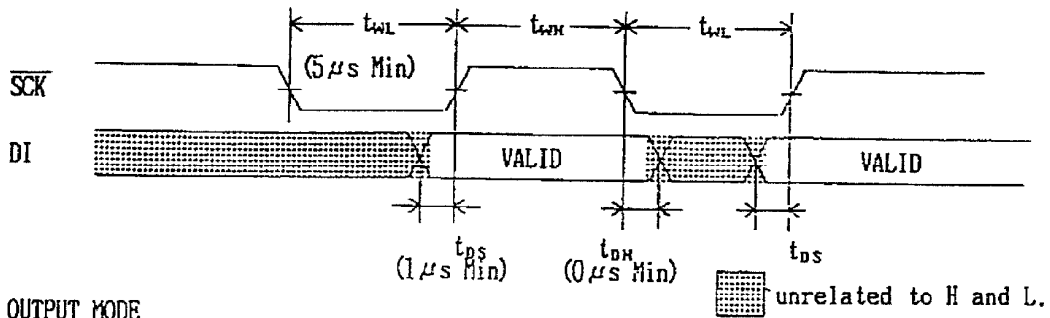 tWL tWH tWL
(5μs Min)
SCK
DI VALID VALID
tDS tDH tDS
(1μs Min) (0μs Min)
unrelated to H and L.
OUTPUT MODE